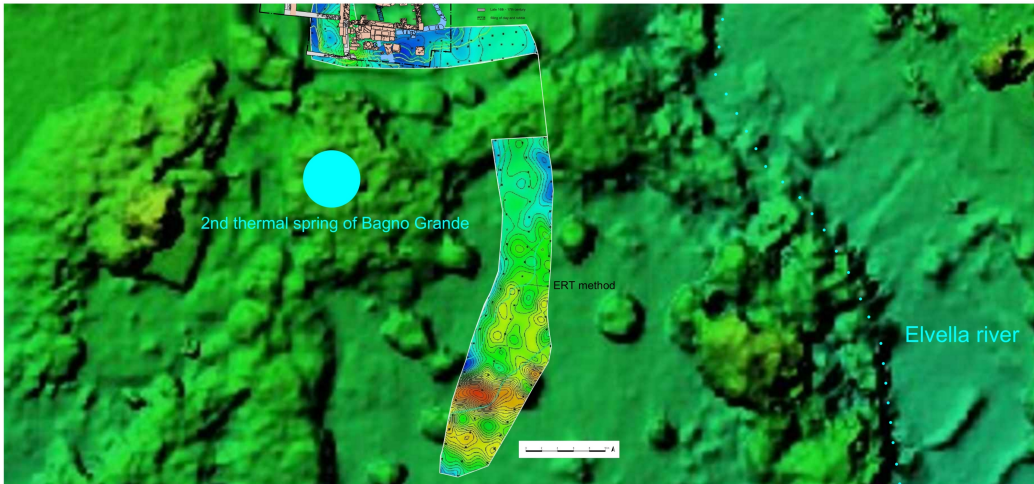 2nd thermal spring of Bagno Grande
ERT method
Elvella river